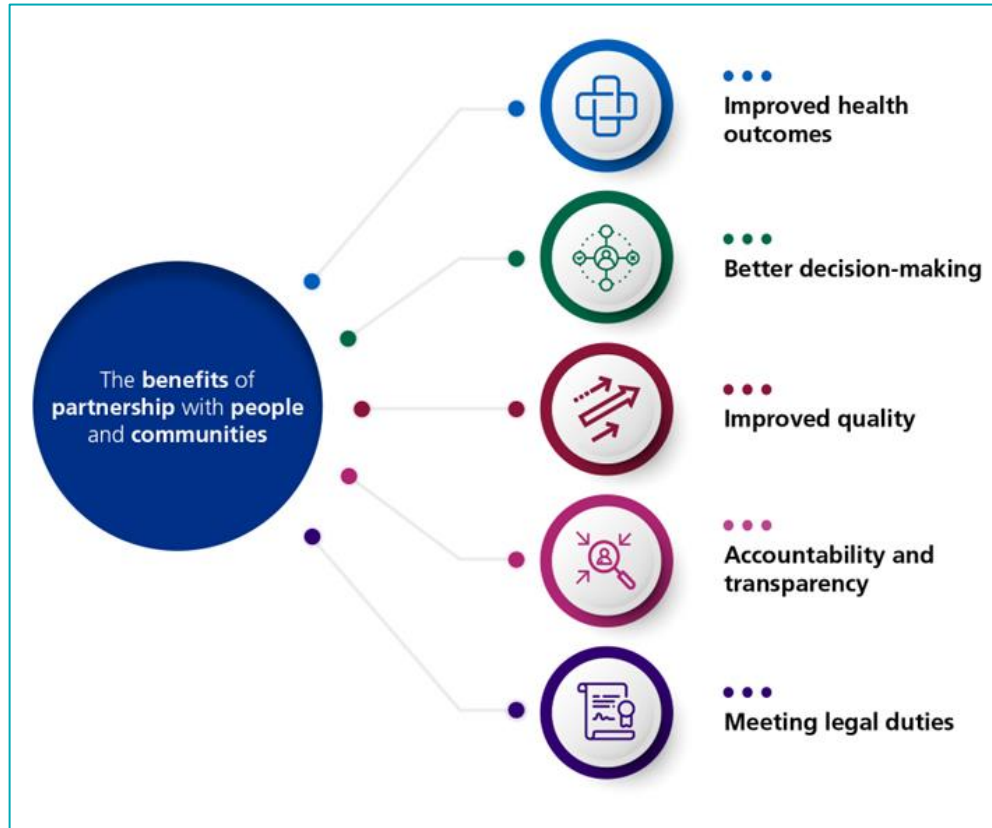 The benefits of
partnership with people
and communities
Improved health
outcomes
Better decision-making
Improved quality
Accountability and
transparency
Meeting legal duties